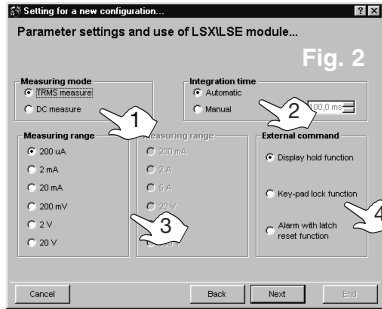 Setting for a new configuration...
Parameter settings and use of LSX\LSE module...
Fig. 2
Measuring mode
TRMS measure
DC measure
1
Integration time
Automatic
Manual
100,0 ms
2
Measuring range
200 uA
2 mA
20 mA
200 mV
2 V
20 V
Measuring range
200 mA
2 A
5 A
20 V
3
External command
Display hold function
Key-pad lock function
Alarm with latch
reset function
4
Cancel
Back
Next
End